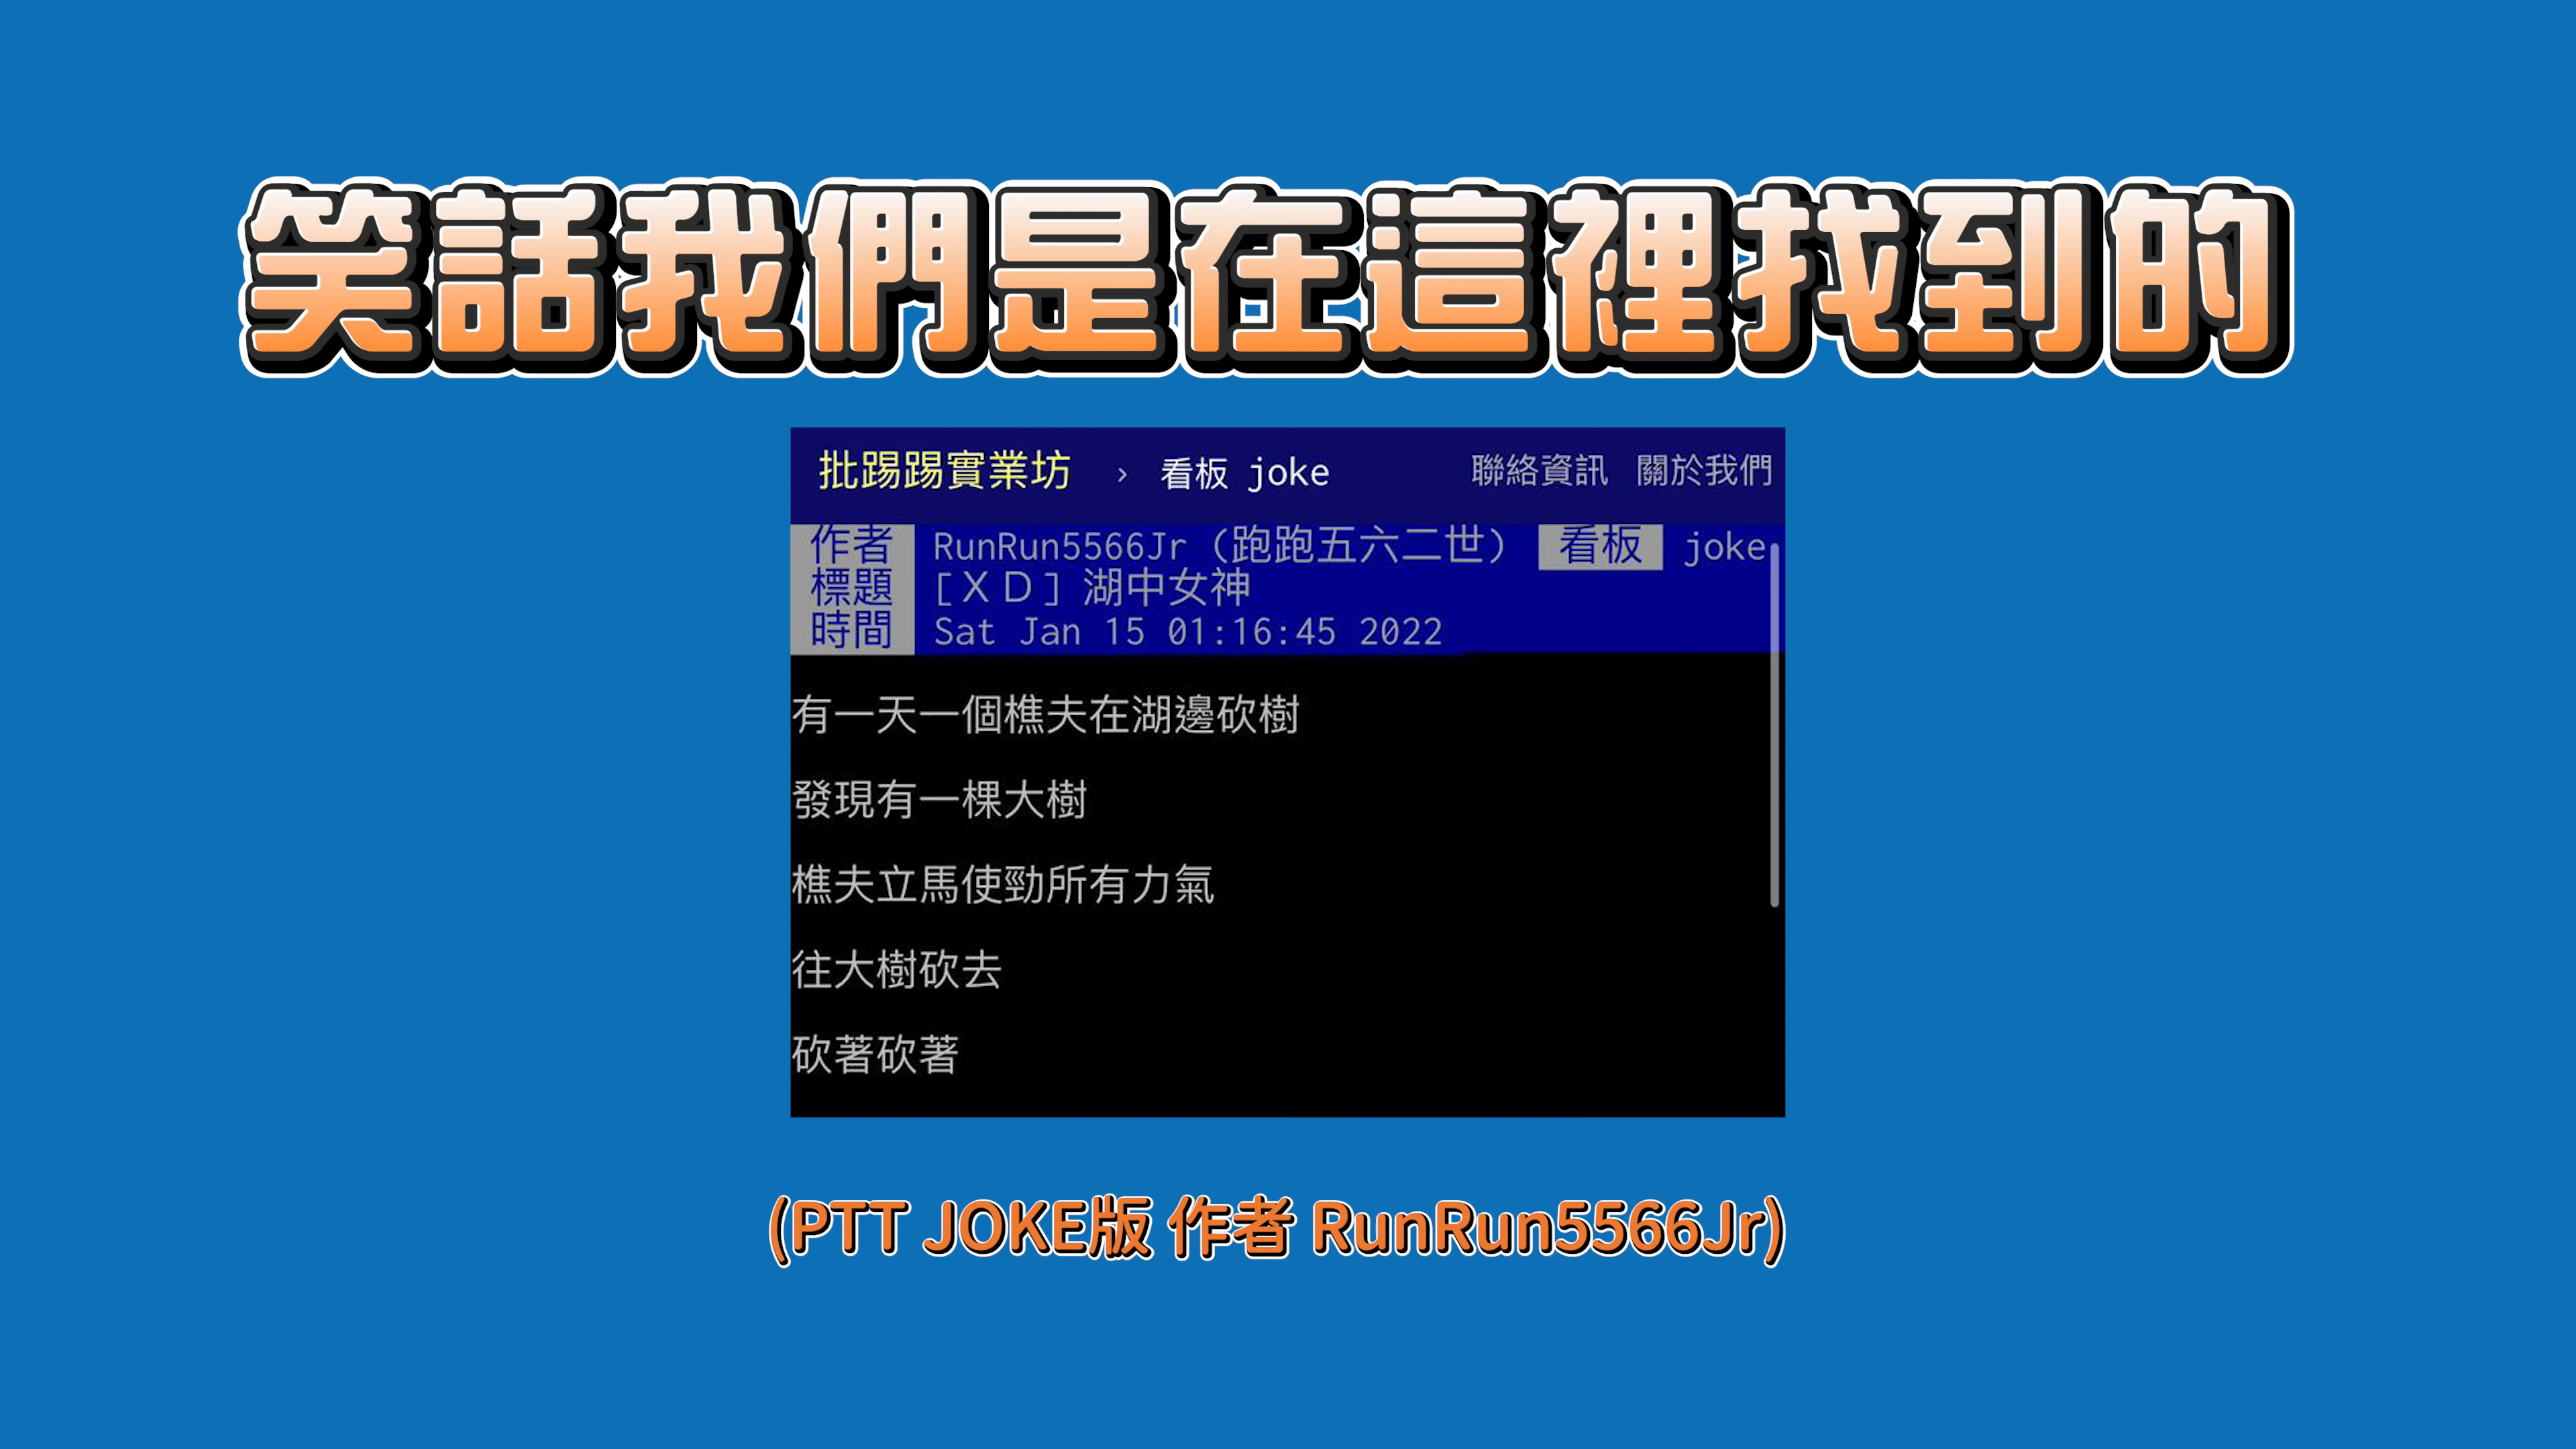 笑話我們是在這裡找到的
批踢踢實業坊 › 看板 joke 聯絡資訊 關於我們
作者 RunRun5566Jr (跑跑五六二世) 看板 joke
標題 [ＸＤ] 湖中女神
時間 Sat Jan 15 01:16:45 2022
有一天一個樵夫在湖邊砍樹
發現有一棵大樹
樵夫立馬使勁所有力氣
往大樹砍去
砍著砍著
(PTT JOKE版 作者 RunRun5566Jr)